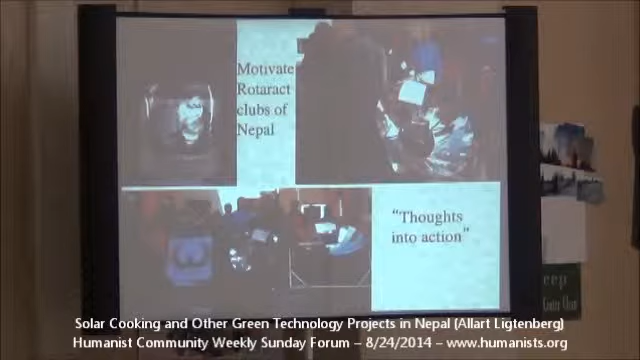 Motivate
Rotaract
clubs of
Nepal
“Thoughts
into action”
eep
Solar Cooking and Other Green Technology Projects in Nepal (Allart Ligtenberg)
Humanist Community Weekly Sunday Forum – 8/24/2014 – www.humanists.org